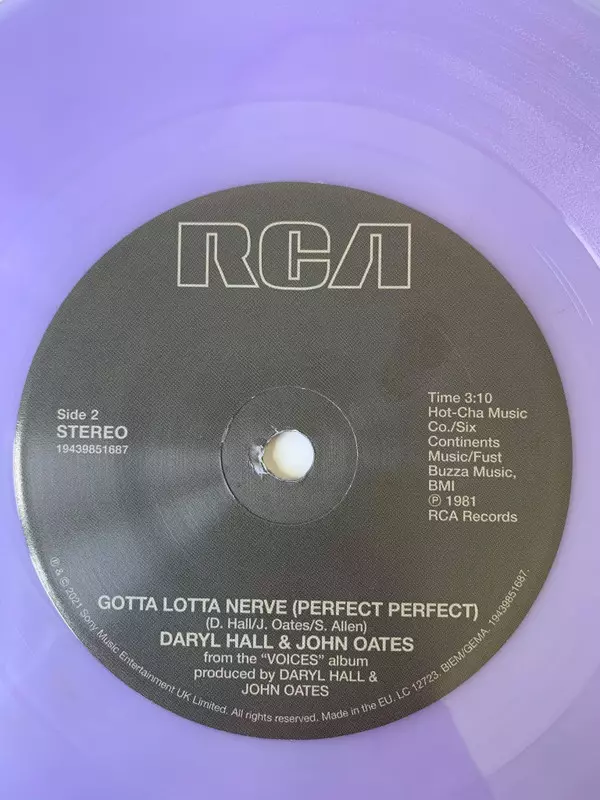 RCA
Side 2
STEREO
19439851687
Time 3:10
Hot-Cha Music
Co./Six
Continents
Music/Fust
Buzza Music,
BMI
℗ 1981
RCA Records
GOTTA LOTTA NERVE (PERFECT PERFECT)
(D. Hall/J. Oates/S. Allen)
DARYL HALL & JOHN OATES
from the "VOICES" album
produced by DARYL HALL &
JOHN OATES
℗ & © 2021 Sony Music Entertainment UK Limited. All rights reserved. Made in the EU. LC 12723. BIEM/GEMA. 19439851687.